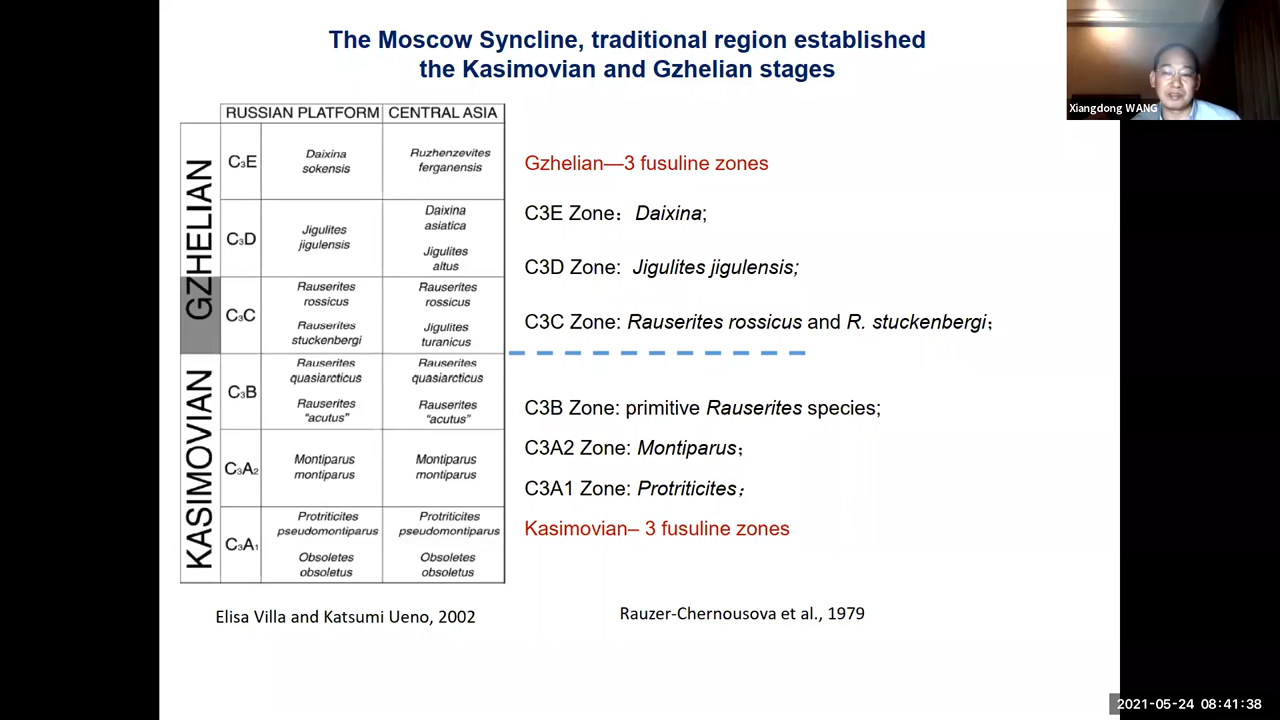 The Moscow Syncline, traditional region established
the Kasimovian and Gzhelian stages
Xiangdong WANG
RUSSIAN PLATFORM
CENTRAL ASIA
GZHELIAN
C₃E
Daixina
sokensis
Ruzhenzevites
ferganensis
C₃D
Jigulites
jigulensis
Daixina
asiatica
Jigulites
altus
C₃C
Rauserites
rossicus
Rauserites
stuckenbergi
Rauserites
rossicus
Jigulites
turanicus
KASIMOVIAN
C₃B
Rauserites
quasiarcticus
Rauserites
"acutus"
Rauserites
quasiarcticus
Rauserites
"acutus"
C₃A₂
Montiparus
montiparus
Montiparus
montiparus
C₃A₁
Protriticites
pseudomontiparus
Obsoletes
obsoletus
Protriticites
pseudomontiparus
Obsoletes
obsoletus
Gzhelian—3 fusuline zones
C3E Zone：Daixina;
C3D Zone: Jigulites jigulensis;
C3C Zone: Rauserites rossicus and R. stuckenbergi；
C3B Zone: primitive Rauserites species;
C3A2 Zone: Montiparus；
C3A1 Zone: Protriticites；
Kasimovian– 3 fusuline zones
Elisa Villa and Katsumi Ueno, 2002
Rauzer-Chernousova et al., 1979
2021-05-24 08:41:38